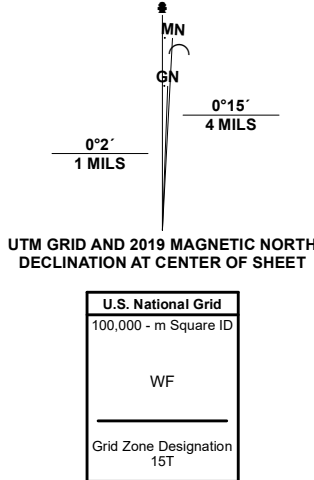 MN
GN
0°15´
4 MILS
0°2´
1 MILS
UTM GRID AND 2019 MAGNETIC NORTH
DECLINATION AT CENTER OF SHEET
U.S. National Grid
100,000 - m Square ID
WF
Grid Zone Designation
15T